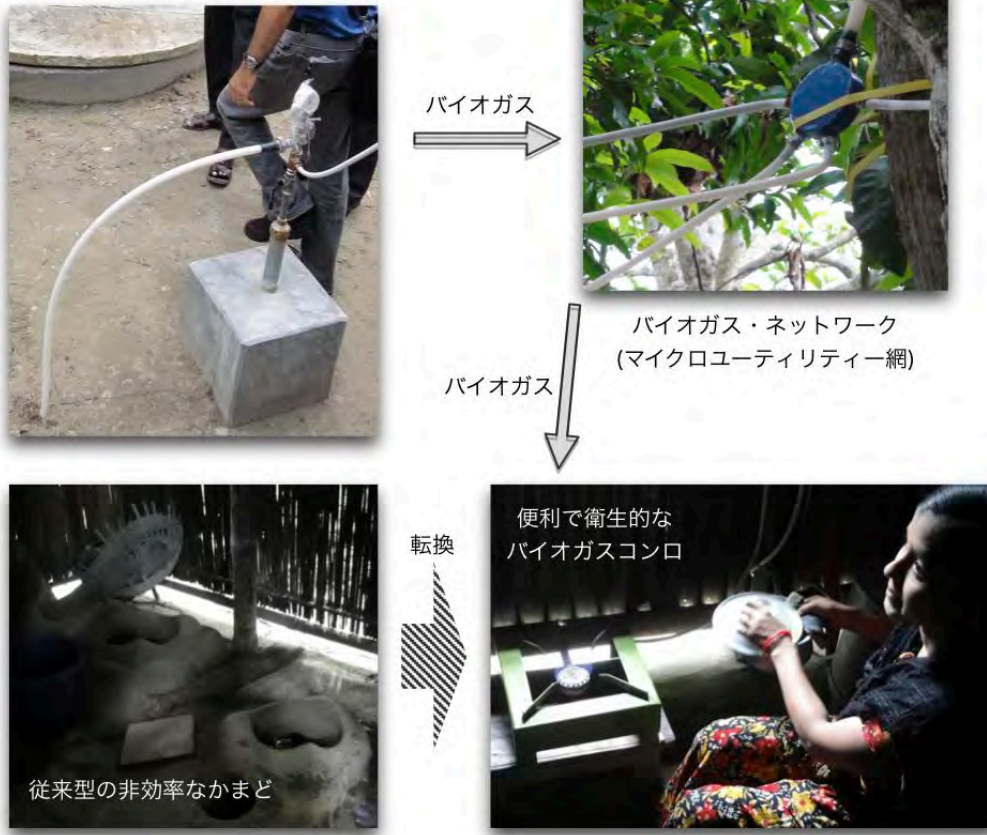 バイオガス
バイオガス・ネットワーク
(マイクロユーティリティー網)
バイオガス
転換
便利で衛生的な
バイオガスコンロ
従来型の非効率なかまど